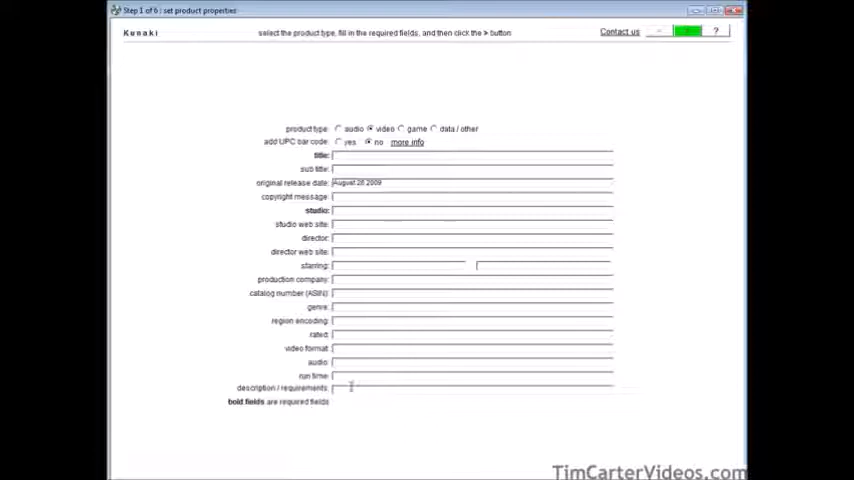 Step 1 of 6 : set product properties
Kunaki select the product type, fill in the required fields, and then click the > button Contact us - ?
product type: audio video game data / other
add UPC bar code: yes no more info
title:
sub title:
original release date: August 28 2009
copyright message:
studio:
studio web site:
director:
director web site:
starring:
production company:
catalog number (ASIN):
genre:
region encoding:
rated:
video format:
audio:
run time:
description / requirements:
bold fields are required fields
TimCarterVideos.com